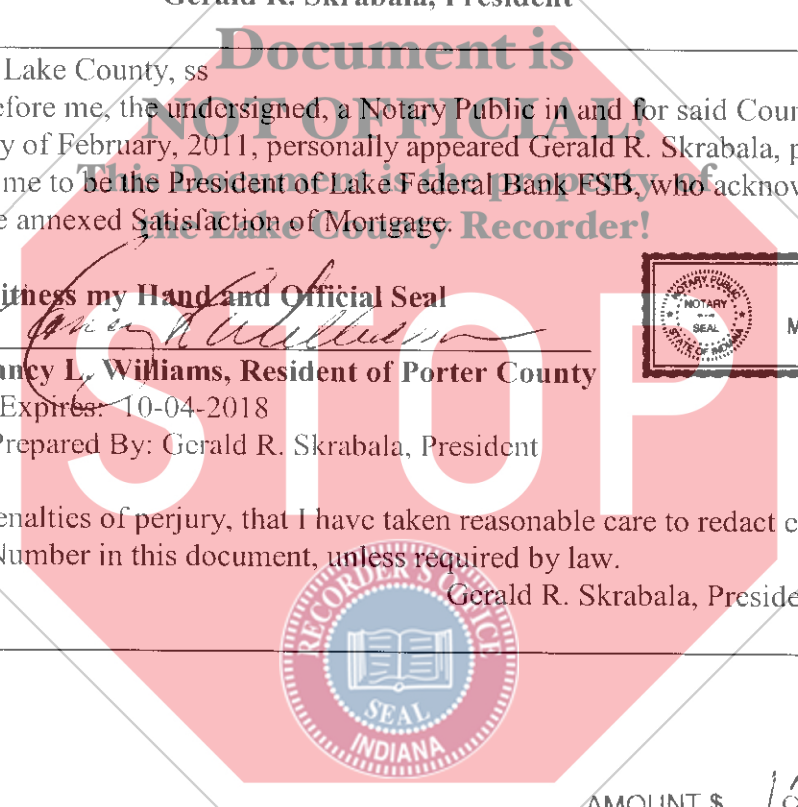 Gerald R. Skrabala, President
Document is
Lake County, ss
NOT OFFICIAL!
efore me, the undersigned, a Notary Public in and for said Coun
y of February, 2011, personally appeared Gerald R. Skrabala, p
This Document is the property of
me to be the President of Lake Federal Bank FSB, who acknov
the Lake County Recorder!
e annexed Satisfaction of Mortgage.
itness my Hand and Official Seal
NOTARY PUBLIC
NOTARY
SEAL
STATE OF INDIANA
M
Nancy L. Williams
ancy L. Williams, Resident of Porter County
Expires: 10-04-2018
Prepared By: Gerald R. Skrabala, President
STOP
enalties of perjury, that I have taken reasonable care to redact e
Number in this document, unless required by law.
Gerald R. Skrabala, Preside
RECORDER'S OFFICE
SEAL
INDIANA
AMOUNT $